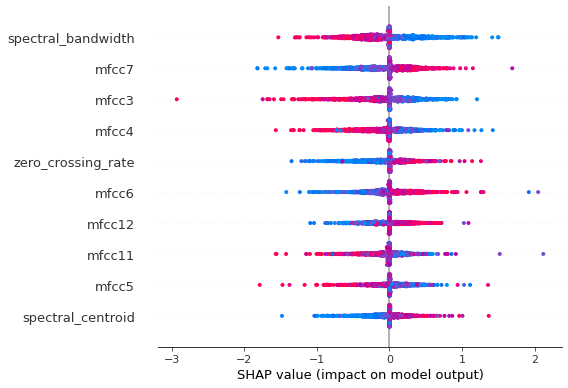 spectral_bandwidth
mfcc7
mfcc3
mfcc4
zero_crossing_rate
mfcc6
mfcc12
mfcc11
mfcc5
spectral_centroid
−3 −2 −1 0 1 2
SHAP value (impact on model output)